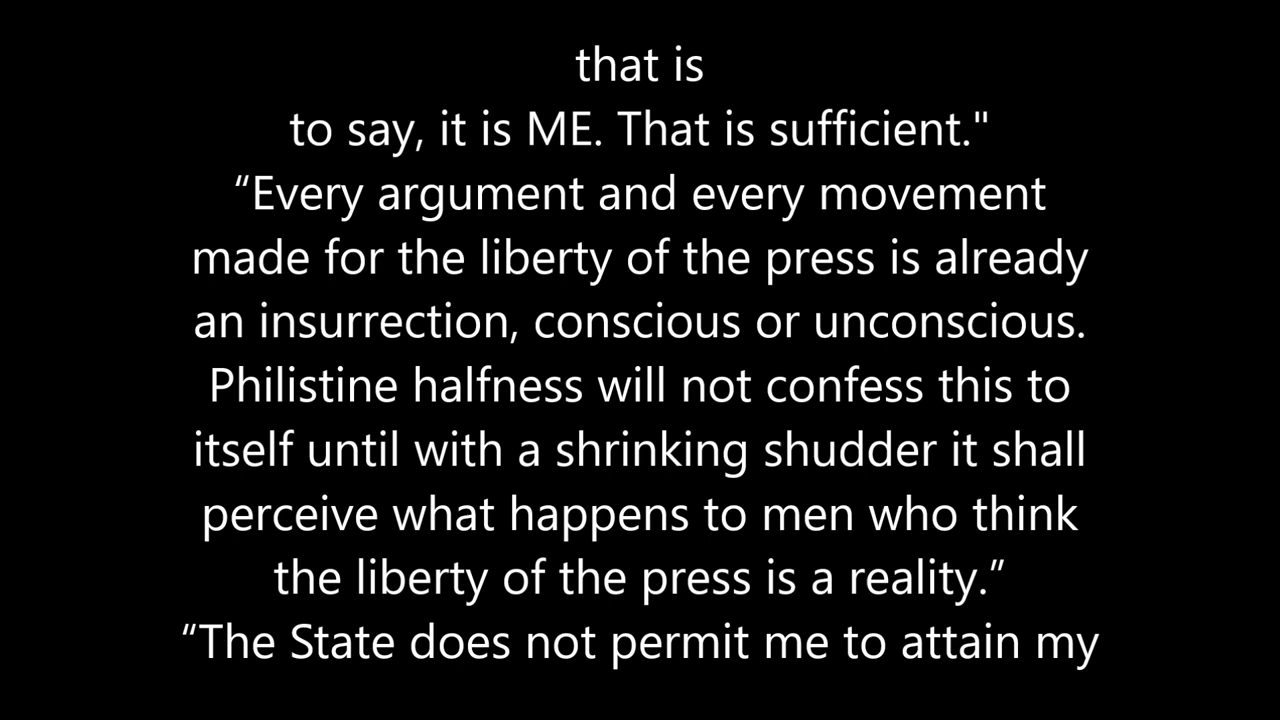 that is
to say, it is ME. That is sufficient."
“Every argument and every movement
made for the liberty of the press is already
an insurrection, conscious or unconscious.
Philistine halfness will not confess this to
itself until with a shrinking shudder it shall
perceive what happens to men who think
the liberty of the press is a reality.”
“The State does not permit me to attain my